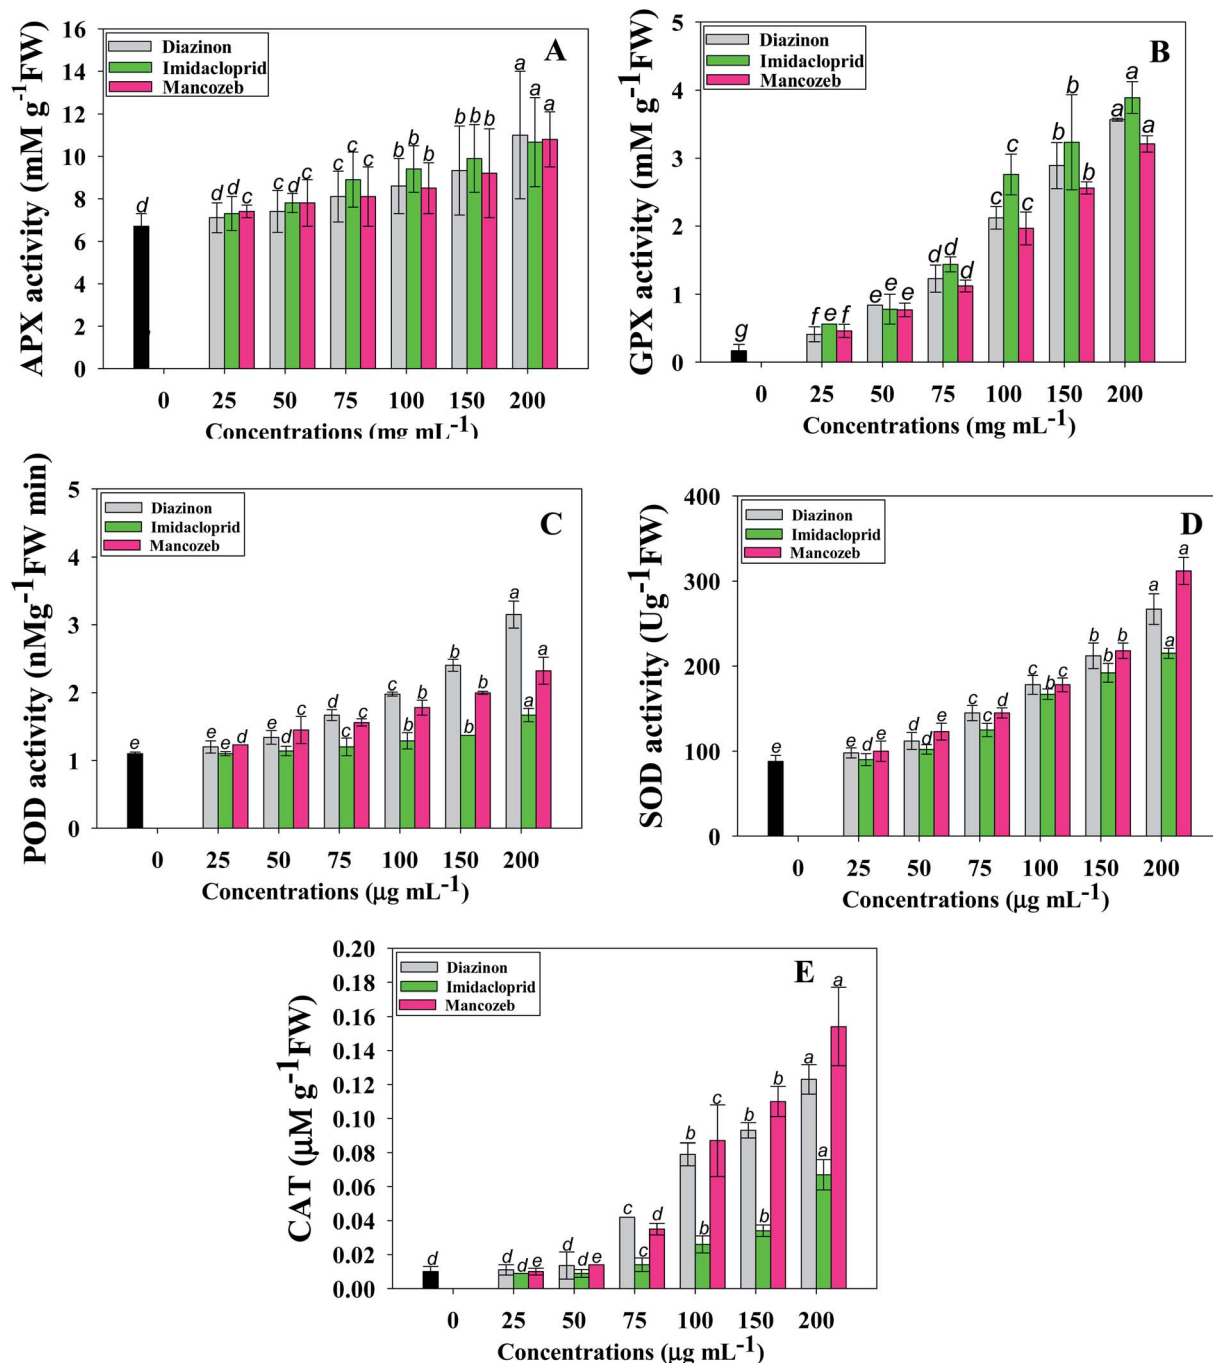 APX activity (mM g-1FW)
16
14
12
10
8
6
4
2
0
Diazinon
Imidacloprid
Mancozeb
A
d
d d c
d d c
c c c
b b b
b b b
a a a
0 25 50 75 100 150 200
Concentrations (mg mL-1)
GPX activity (mM g-1FW)
5
4
3
2
1
0
Diazinon
Imidacloprid
Mancozeb
B
g
f e f
e e e
d d d
c c c
b b b
a a a
0 25 50 75 100 150 200
Concentrations (mg mL-1)
POD activity (nMg-1FW min)
5
4
3
2
1
0
Diazinon
Imidacloprid
Mancozeb
C
e
e e d
e d c
d c c
c b b
b b b
a a a
0 25 50 75 100 150 200
Concentrations (μg mL-1)
SOD activity (Ug-1FW)
400
300
200
100
0
Diazinon
Imidacloprid
Mancozeb
D
e
e d e
e d e
d c d
c b c
b b b
a a a
0 25 50 75 100 150 200
Concentrations (μg mL-1)
CAT (μM g-1FW)
0.20
0.18
0.16
0.14
0.12
0.10
0.08
0.06
0.04
0.02
0.00
Diazinon
Imidacloprid
Mancozeb
E
d
d d e
d d e
c c d
b b c
b b b
a a a
0 25 50 75 100 150 200
Concentrations (μg mL-1)